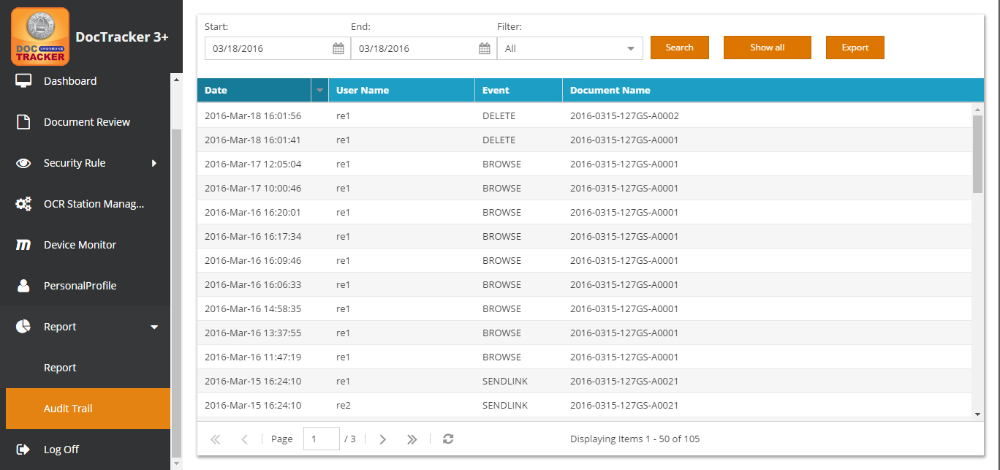 DocTracker 3+
DOC
TRACKER
Dashboard
Document Review
Security Rule
OCR Station Manag...
Device Monitor
PersonalProfile
Report
Report
Audit Trail
Log Off
Start: End: Filter:
03/18/2016 03/18/2016 All Search Show all Export
Date User Name Event Document Name
2016-Mar-18 16:01:56 re1 DELETE 2016-0315-127GS-A0002
2016-Mar-18 16:01:41 re1 DELETE 2016-0315-127GS-A0001
2016-Mar-17 12:05:04 re1 BROWSE 2016-0315-127GS-A0001
2016-Mar-17 10:00:46 re1 BROWSE 2016-0315-127GS-A0001
2016-Mar-16 16:20:01 re1 BROWSE 2016-0315-127GS-A0001
2016-Mar-16 16:17:34 re1 BROWSE 2016-0315-127GS-A0001
2016-Mar-16 16:09:46 re1 BROWSE 2016-0315-127GS-A0001
2016-Mar-16 16:06:33 re1 BROWSE 2016-0315-127GS-A0001
2016-Mar-16 14:58:35 re1 BROWSE 2016-0315-127GS-A0001
2016-Mar-16 13:37:55 re1 BROWSE 2016-0315-127GS-A0001
2016-Mar-16 11:47:19 re1 BROWSE 2016-0315-127GS-A0001
2016-Mar-15 16:24:10 re1 SENDLINK 2016-0315-127GS-A0021
2016-Mar-15 16:24:10 re2 SENDLINK 2016-0315-127GS-A0021
Page 1 / 3 Displaying Items 1 - 50 of 105